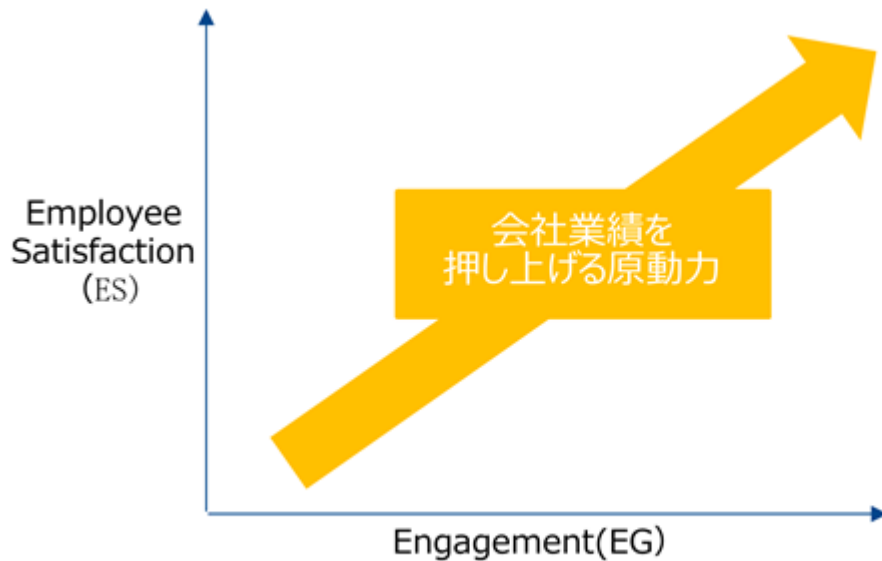 Employee
Satisfaction
（ES）
会社業績を
押し上げる原動力
Engagement(EG）